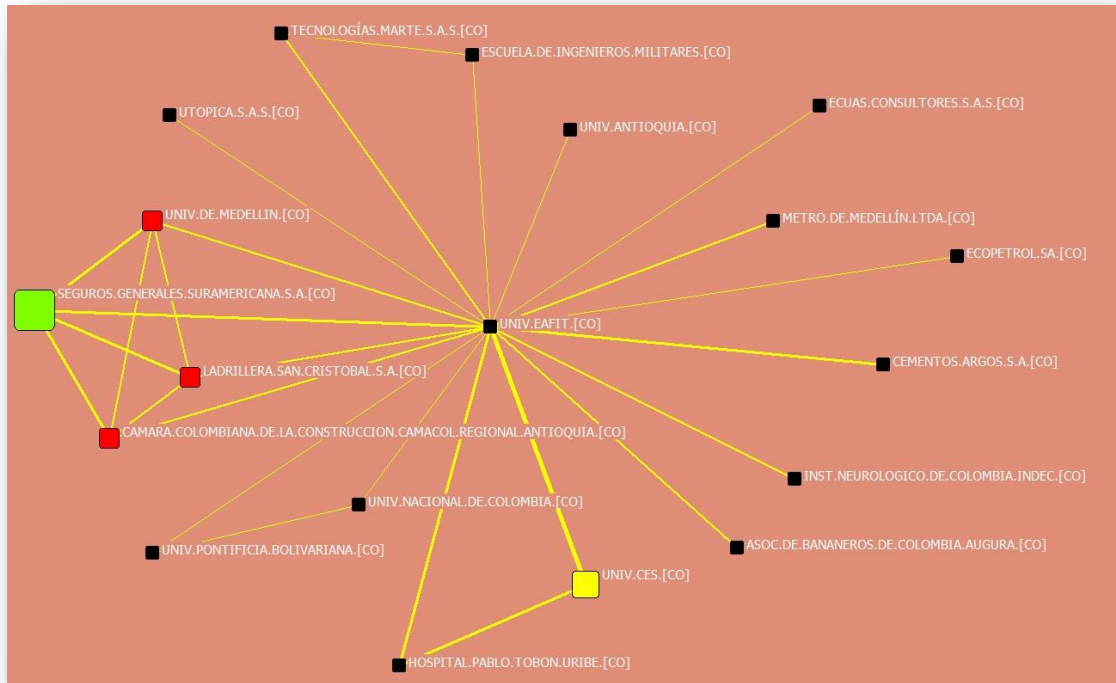 TECNOLOGÍAS.MARTE.S.A.S.[CO]
ESCUELA.DE.INGENIEROS.MILITARES.[CO]
ECUAS.CONSULTORES.S.A.S.[CO]
UTOPICA.S.A.S.[CO]
UNIV.ANTIOQUIA.[CO]
UNIV.DE.MEDELLIN.[CO]
METRO.DE.MEDELLÍN.LTDA.[CO]
ECOPETROL.SA.[CO]
SEGUROS.GENERALES.SURAMERICANA.S.A.[CO]
UNIV.EAFIT.[CO]
CEMENTOS.ARGOS.S.A.[CO]
LADRILLERA.SAN.CRISTOBAL.S.A.[CO]
CAMARA.COLOMBIANA.DE.LA.CONSTRUCCION.CAMACOL.REGIONAL.ANTIOQUIA.[CO]
INST.NEUROLOGICO.DE.COLOMBIA.INDEC.[CO]
UNIV.NACIONAL.DE.COLOMBIA.[CO]
ASOC.DE.BANANEROS.DE.COLOMBIA.AUGURA.[CO]
UNIV.PONTIFICIA.BOLIVARIANA.[CO]
UNIV.CES.[CO]
HOSPITAL.PABLO.TOBON.URIBE.[CO]